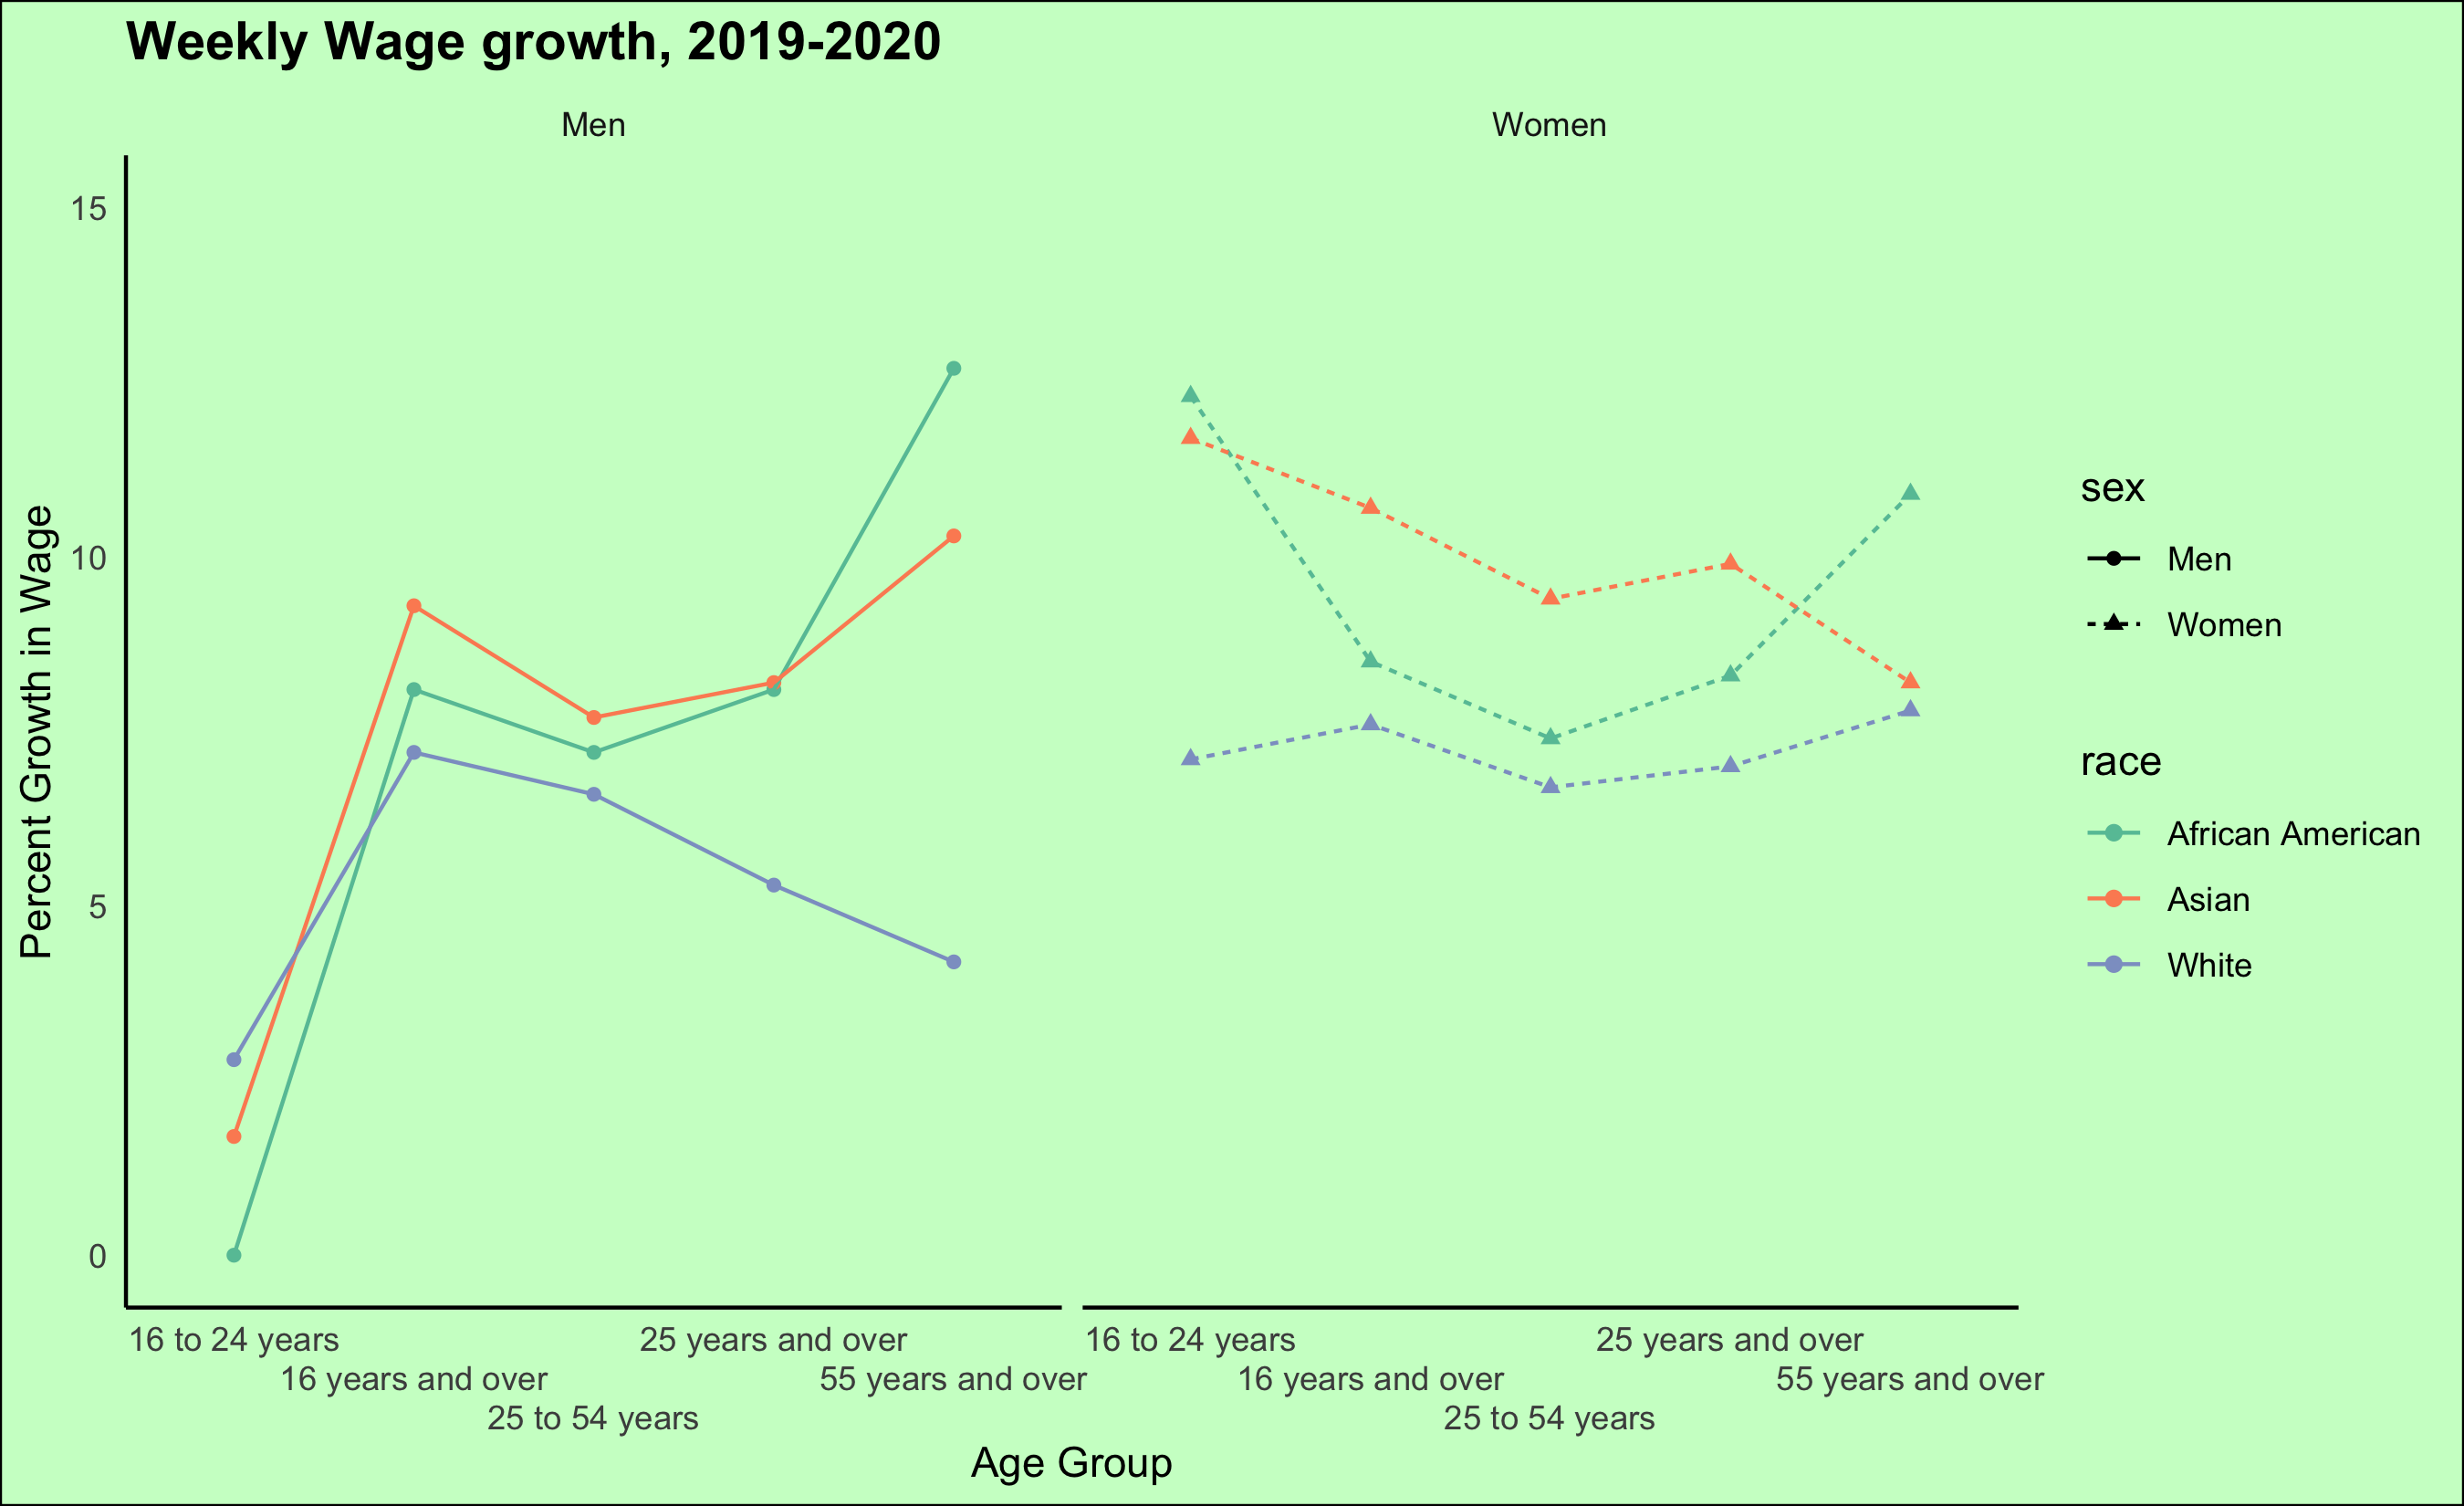 Weekly Wage growth, 2019-2020
Men
Women
15
10
5
0
Percent Growth in Wage
16 to 24 years
16 years and over
25 to 54 years
25 years and over
55 years and over
16 to 24 years
16 years and over
25 to 54 years
25 years and over
55 years and over
Age Group
sex
Men
Women
race
African American
Asian
White